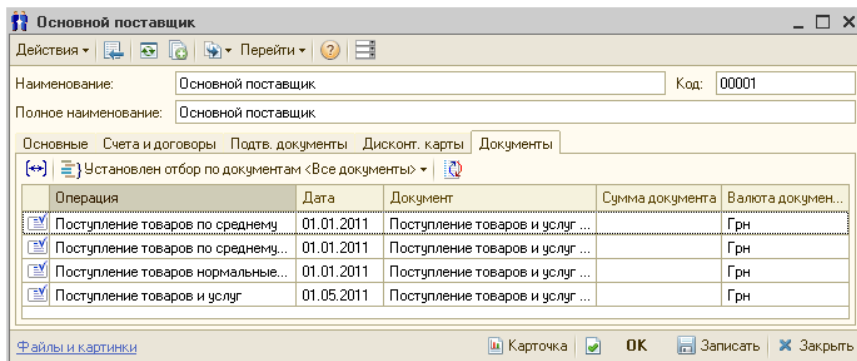 Основной поставщик
Действия Перейти
Наименование: Основной поставщик Код: 00001
Полное наименование: Основной поставщик
Основные Счета и договоры Подтв. документы Дисконт. карты Документы
Установлен отбор по документам <Все документы>
Операция Дата Документ Сумма документа Валюта докумен...
Поступление товаров по среднему 01.01.2011 Поступление товаров и услуг ... Грн
Поступление товаров по среднему... 01.01.2011 Поступление товаров и услуг ... Грн
Поступление товаров нормальные... 01.01.2011 Поступление товаров и услуг ... Грн
Поступление товаров и услуг 01.05.2011 Поступление товаров и услуг ... Грн
Файлы и картинки Карточка OK Записать Закрыть